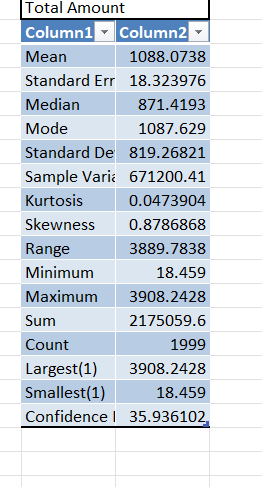 Total Amount
Column1 Column2
Mean 1088.0738
Standard Err 18.323976
Median 871.4193
Mode 1087.629
Standard De 819.26821
Sample Varia 671200.41
Kurtosis 0.0473904
Skewness 0.8786868
Range 3889.7838
Minimum 18.459
Maximum 3908.2428
Sum 2175059.6
Count 1999
Largest(1) 3908.2428
Smallest(1) 18.459
Confidence 35.936102